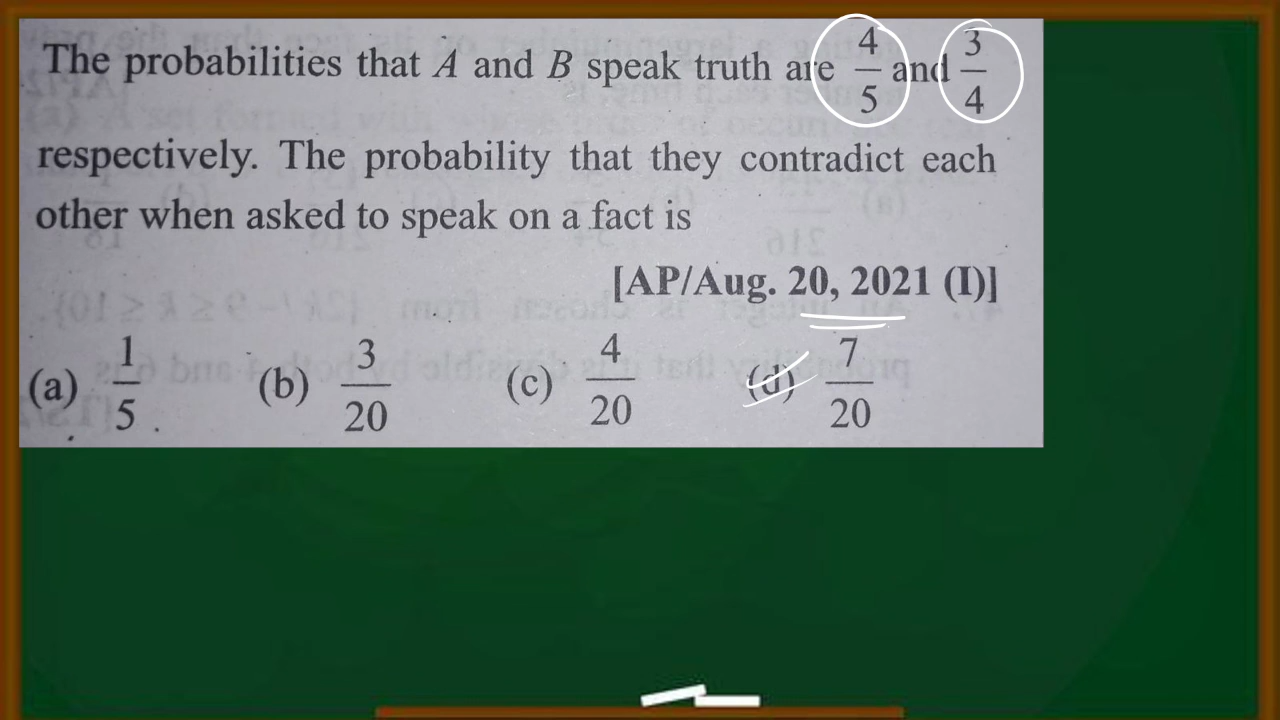 The probabilities that A and B speak truth are 4/5 and 3/4
respectively. The probability that they contradict each
other when asked to speak on a fact is
[AP/Aug. 20, 2021 (I)]
(a) 1/5 . (b) 3/20 (c) 4/20 (d) 7/20